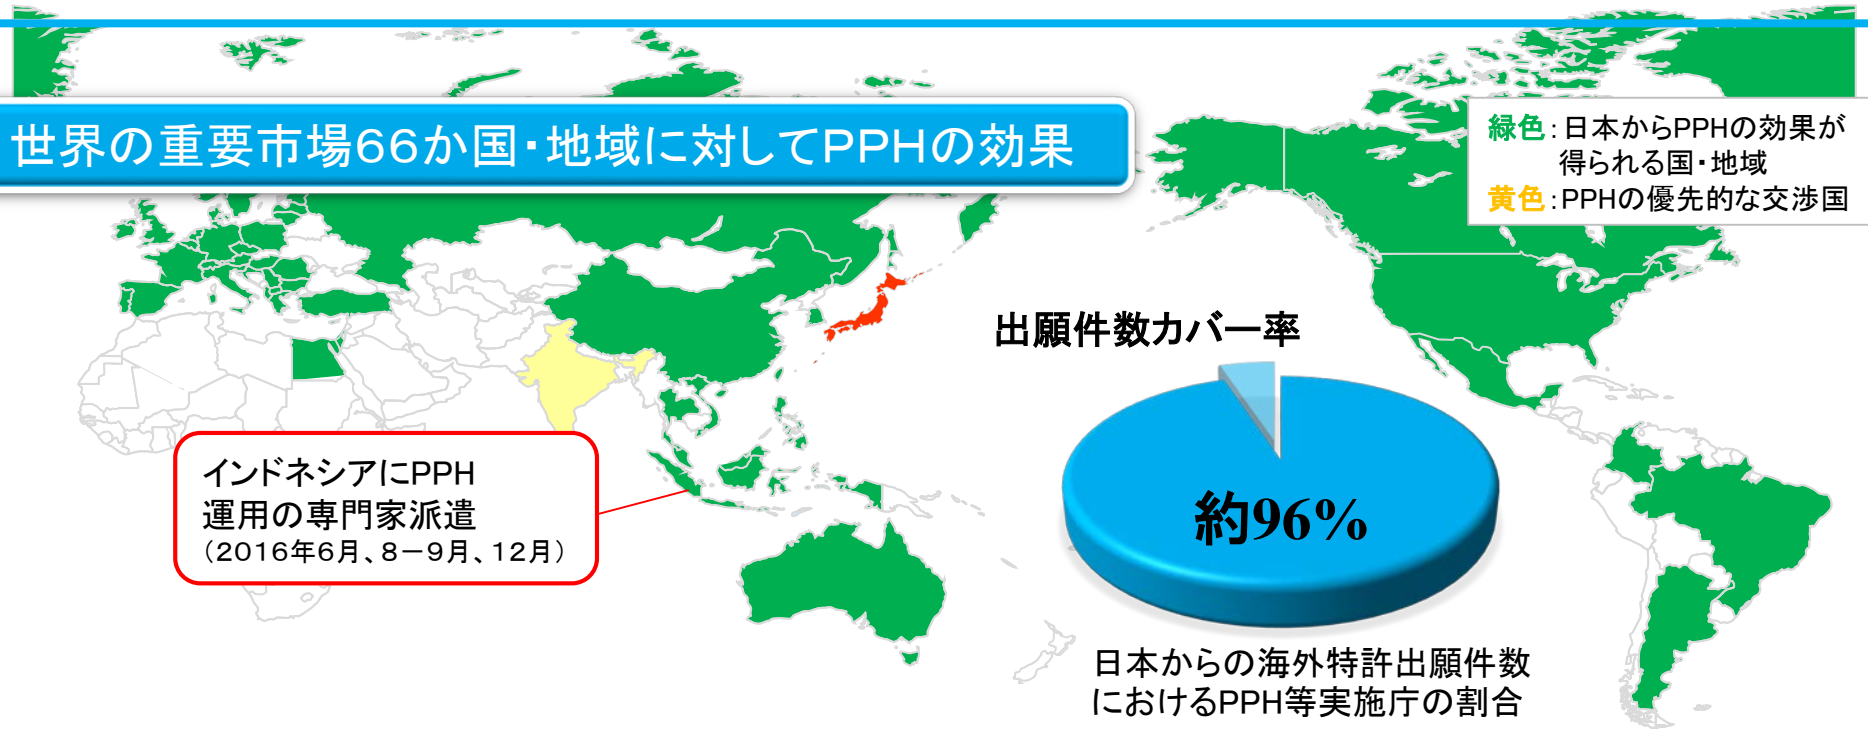 世界の重要市場66か国・地域に対してPPHの効果
緑色：日本からPPHの効果が
得られる国・地域
黄色：PPHの優先的な交渉国
出願件数カバー率
約96%
インドネシアにPPH
運用の専門家派遣
（2016年6月、8－9月、12月）
日本からの海外特許出願件数
におけるPPH等実施庁の割合